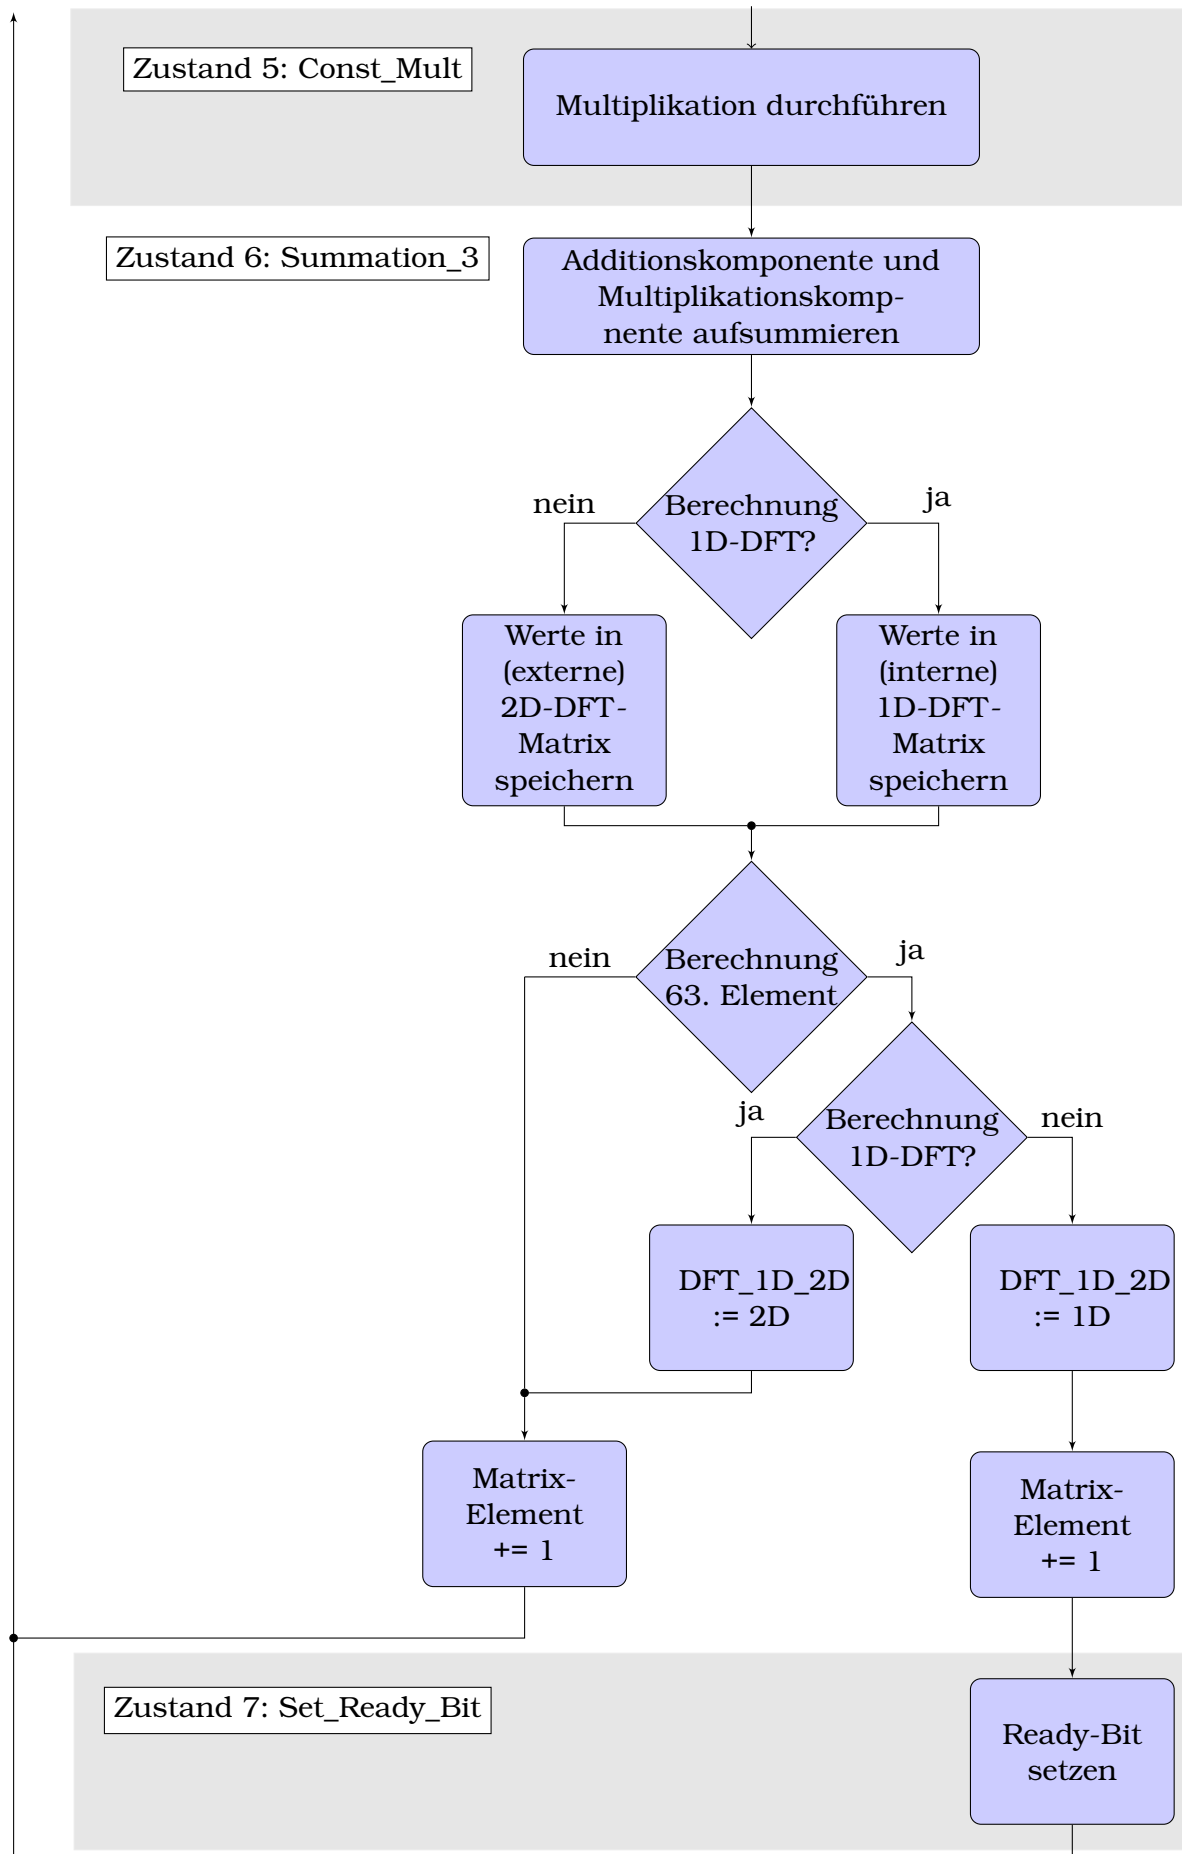 Zustand 5: Const_Mult
Multiplikation durchführen
Zustand 6: Summation_3
Additionskomponente und
Multiplikationskomp-
nente aufsummieren
nein
Berechnung
1D-DFT?
ja
Werte in
(externe)
2D-DFT-
Matrix
speichern
Werte in
(interne)
1D-DFT-
Matrix
speichern
nein
Berechnung
63. Element
ja
ja
Berechnung
1D-DFT?
nein
DFT_1D_2D
:= 2D
DFT_1D_2D
:= 1D
Matrix-
Element
+= 1
Matrix-
Element
+= 1
Zustand 7: Set_Ready_Bit
Ready-Bit
setzen